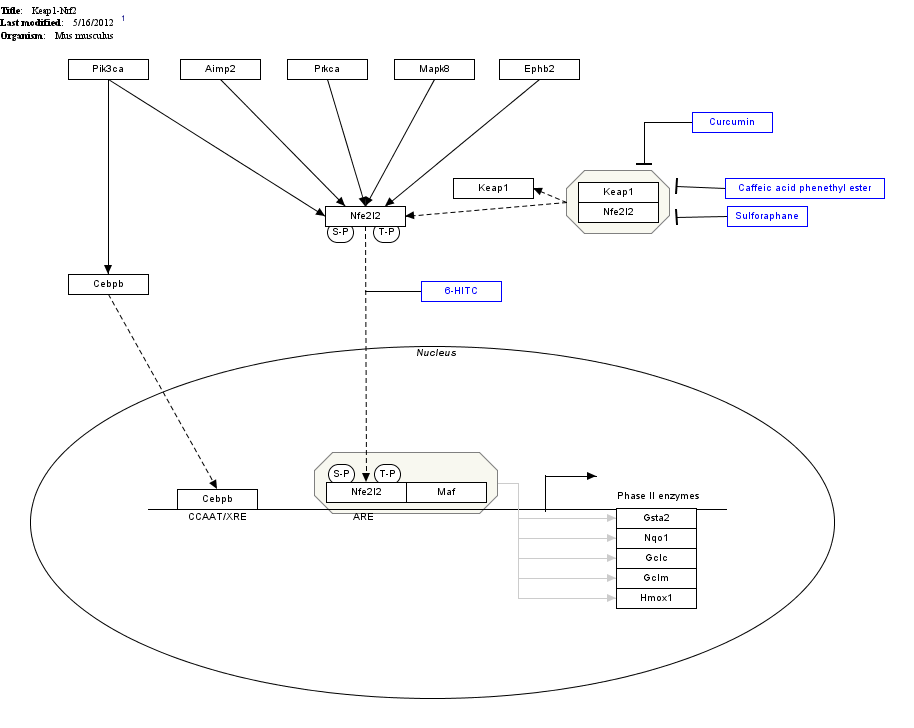 Title: Keap1-Nrf2
Last modified: 5/16/2012 1
Organism: Mus musculus
Pik3ca
Aimp2
Prkca
Mapk8
Ephb2
Curcumin
Keap1
Keap1
Caffeic acid phenethyl ester
Nfe2l2
Nfe2l2
Sulforaphane
S-P
T-P
Cebpb
6-HITC
Nucleus
S-P
T-P
Nfe2l2
Maf
Cebpb
Phase II enzymes
CCAAT/XRE
ARE
Gsta2
Nqo1
Gclc
Gclm
Hmox1